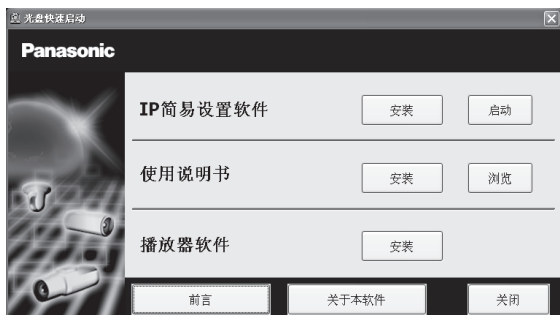 光盘快速启动
Panasonic
IP简易设置软件 安装 启动
使用说明书 安装 浏览
播放器软件 安装
前言 关于本软件 关闭